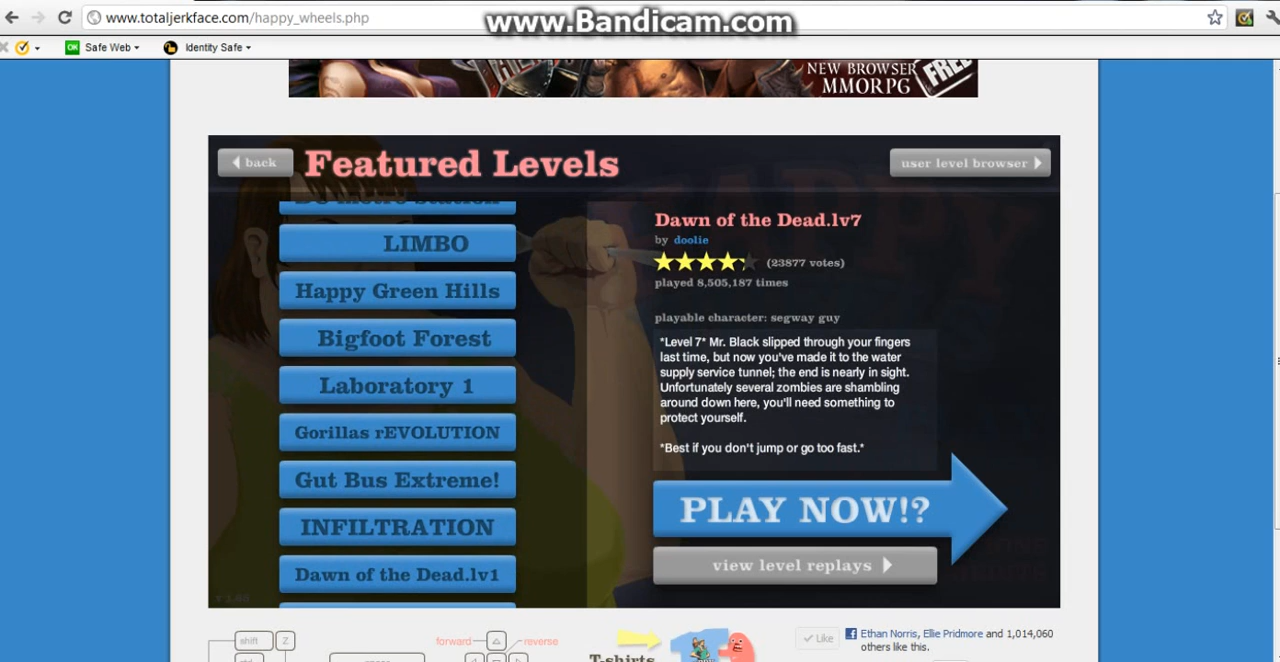 www.totaljerkface.com/happy_wheels.php
www.Bandicam.com
Safe Web
Identity Safe
NEW BROWSER
MMORPG
FREE
back
Featured Levels
user level browser
LIMBO
Happy Green Hills
Bigfoot Forest
Laboratory 1
Gorillas rEVOLUTION
Gut Bus Extreme!
INFILTRATION
Dawn of the Dead.lv1
Dawn of the Dead.lv7
by doolie
(23877 votes)
played 8,505,187 times
playable character: segway guy
*Level 7* Mr. Black slipped through your fingers
last time, but now you've made it to the water
supply service tunnel; the end is nearly in sight.
Unfortunately several zombies are shambling
around down here, you'll need something to
protect yourself.
*Best if you don't jump or go too fast.*
PLAY NOW!?
view level replays
shift
Z
forward
reverse
T-shirts
Like
Ethan Norris, Ellie Pridmore and 1,014,060
others like this.